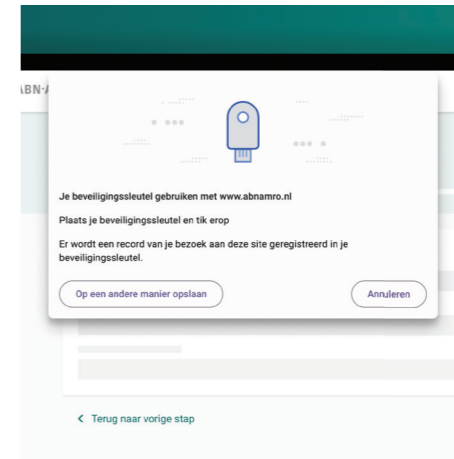 ABN·A
Je beveiligingssleutel gebruiken met www.abnamro.nl
Plaats je beveiligingssleutel en tik erop
Er wordt een record van je bezoek aan deze site geregistreerd in je
beveiligingssleutel.
Op een andere manier opslaan
Annuleren
Terug naar vorige stap